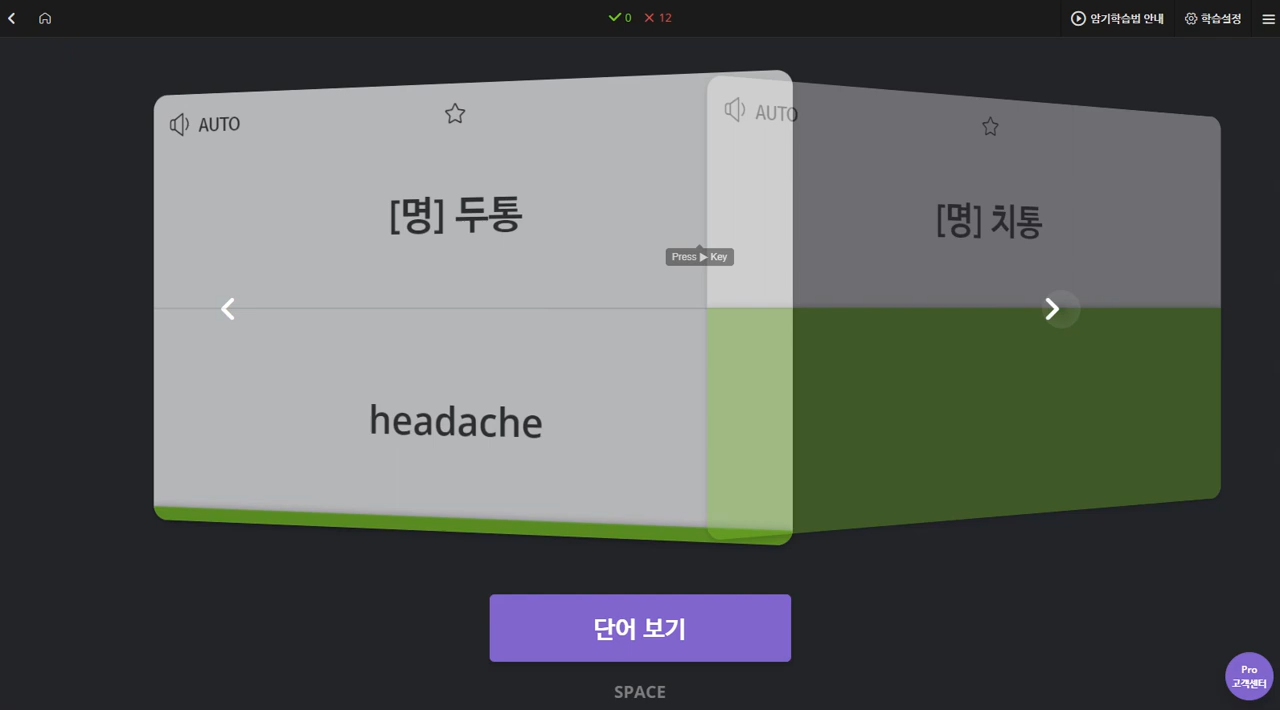 0 12
암기학습법 안내
학습설정
AUTO
[명] 두통
headache
AUTO
[명] 치통
Press ▶ Key
단어 보기
SPACE
Pro
고객센터